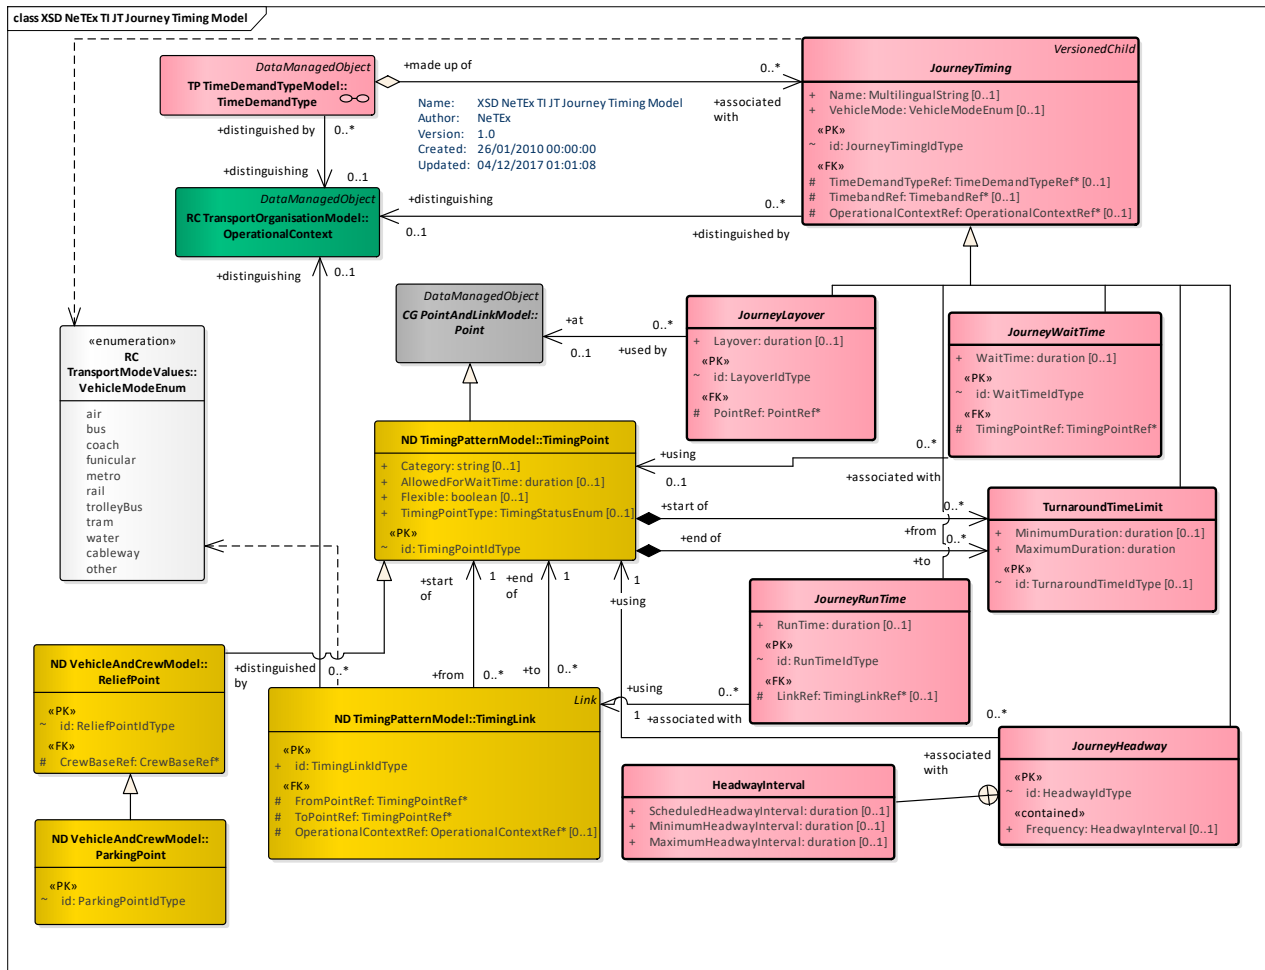 class XSD NeTEx TI JT Journey Timing Model
DataManagedObject
TP TimeDemandTypeModel::
TimeDemandType
+made up of
0..*
+associated
with
Name: XSD NeTEx TI JT Journey Timing Model
Author: NeTEx
Version: 1.0
Created: 26/01/2010 00:00:00
Updated: 04/12/2017 01:01:08
VersionedChild
JourneyTiming
+ Name: MultilingualString [0..1]
+ VehicleMode: VehicleModeEnum [0..1]
«PK»
~ id: JourneyTimingIdType
«FK»
# TimeDemandTypeRef: TimeDemandTypeRef* [0..1]
# TimebandRef: TimebandRef* [0..1]
# OperationalContextRef: OperationalContextRef* [0..1]
+distinguished by
0..*
+distinguishing
0..1
DataManagedObject
RC TransportOrganisationModel::
OperationalContext
+distinguishing
0..1
0..*
+distinguished by
+distinguishing
0..1
DataManagedObject
CG PointAndLinkModel::
Point
+at
0..1
0..*
+used by
JourneyLayover
+ Layover: duration [0..1]
«PK»
~ id: LayoverIdType
«FK»
# PointRef: PointRef*
JourneyWaitTime
+ WaitTime: duration [0..1]
«PK»
~ id: WaitTimeIdType
«FK»
# TimingPointRef: TimingPointRef*
«enumeration»
RC
TransportModeValues::
VehicleModeEnum
air
bus
coach
funicular
metro
rail
trolleyBus
tram
water
cableway
other
ND TimingPatternModel::TimingPoint
+ Category: string [0..1]
+ AllowedForWaitTime: duration [0..1]
+ Flexible: boolean [0..1]
+ TimingPointType: TimingStatusEnum [0..1]
«PK»
~ id: TimingPointIdType
+using
0..1
0..*
+associated with
+start of
0..*
+from
+end of
0..*
+to
TurnaroundTimeLimit
+ MinimumDuration: duration [0..1]
+ MaximumDuration: duration
«PK»
~ id: TurnaroundTimeIdType [0..1]
+start
of
1
+end
of
1
1
+using
JourneyRunTime
+ RunTime: duration [0..1]
«PK»
~ id: RunTimeIdType
«FK»
# LinkRef: TimingLinkRef* [0..1]
ND VehicleAndCrewModel::
ReliefPoint
«PK»
~ id: ReliefPointIdType
«FK»
# CrewBaseRef: CrewBaseRef*
+distinguished
by
0..*
+from
0..*
+to
0..*
+using
1
0..*
+associated with
Link
ND TimingPatternModel::TimingLink
«PK»
+ id: TimingLinkIdType
«FK»
# FromPointRef: TimingPointRef*
# ToPointRef: TimingPointRef*
# OperationalContextRef: OperationalContextRef* [0..1]
0..*
+associated
with
JourneyHeadway
«PK»
~ id: HeadwayIdType
«contained»
+ Frequency: HeadwayInterval [0..1]
HeadwayInterval
+ ScheduledHeadwayInterval: duration [0..1]
+ MinimumHeadwayInterval: duration [0..1]
+ MaximumHeadwayInterval: duration [0..1]
ND VehicleAndCrewModel::
ParkingPoint
«PK»
~ id: ParkingPointIdType